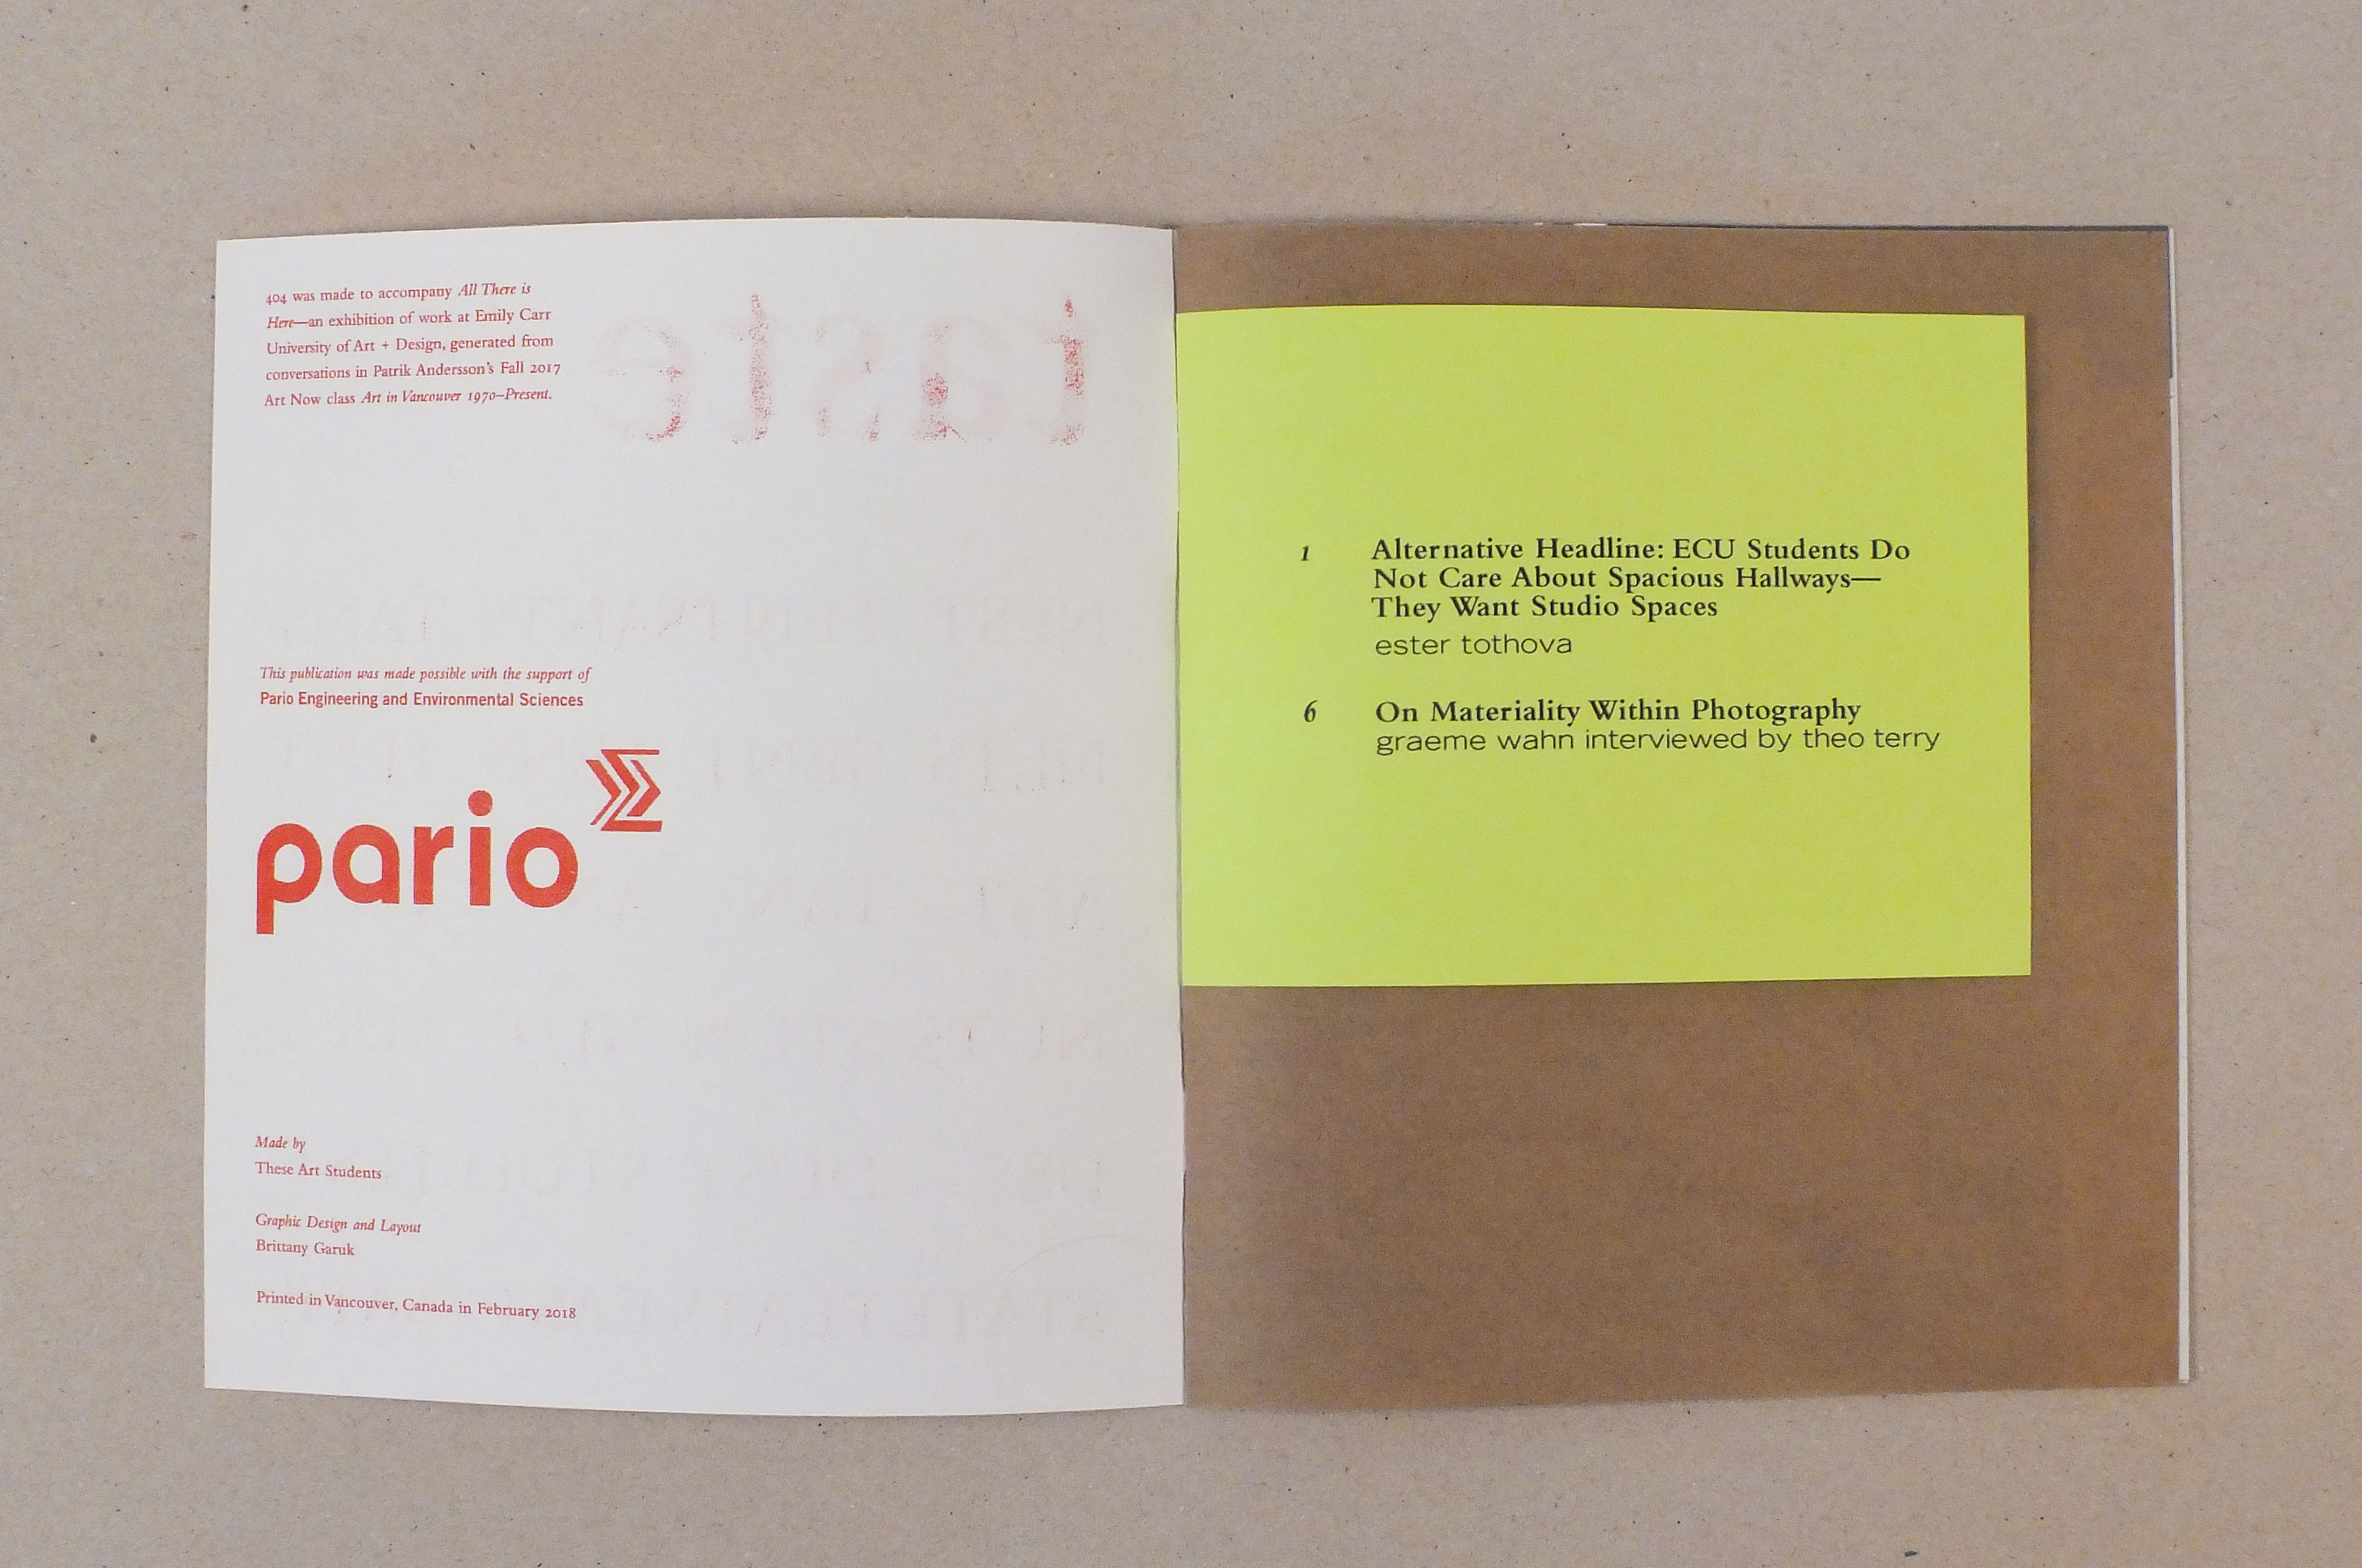 404 was made to accompany All There is
Here—an exhibition of work at Emily Carr
University of Art + Design, generated from
conversations in Patrik Andersson's Fall 2017
Art Now class Art in Vancouver 1970–Present.
taste
This publication was made possible with the support of
Pario Engineering and Environmental Sciences
pario
Made by
These Art Students
Graphic Design and Layout
Brittany Garuk
Printed in Vancouver, Canada in February 2018
1 Alternative Headline: ECU Students Do
Not Care About Spacious Hallways—
They Want Studio Spaces
ester tothova
6 On Materiality Within Photography
graeme wahn interviewed by theo terry